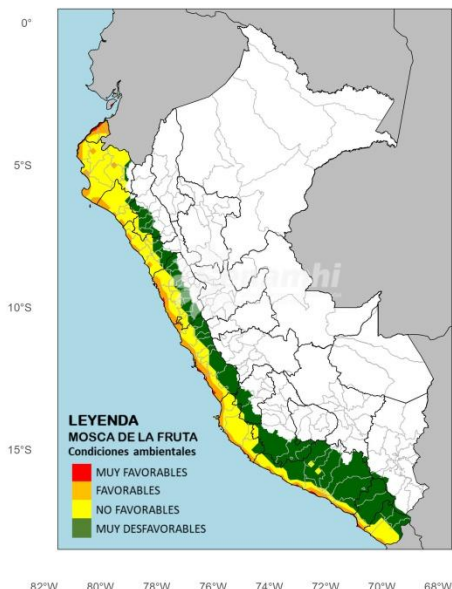 0°
5°S
10°S
15°S
LEYENDA
MOSCA DE LA FRUTA
Condiciones ambientales
MUY FAVORABLES
FAVORABLES
NO FAVORABLES
MUY DESFAVORABLES
82°W 80°W 78°W 76°W 74°W 72°W 70°W 68°W